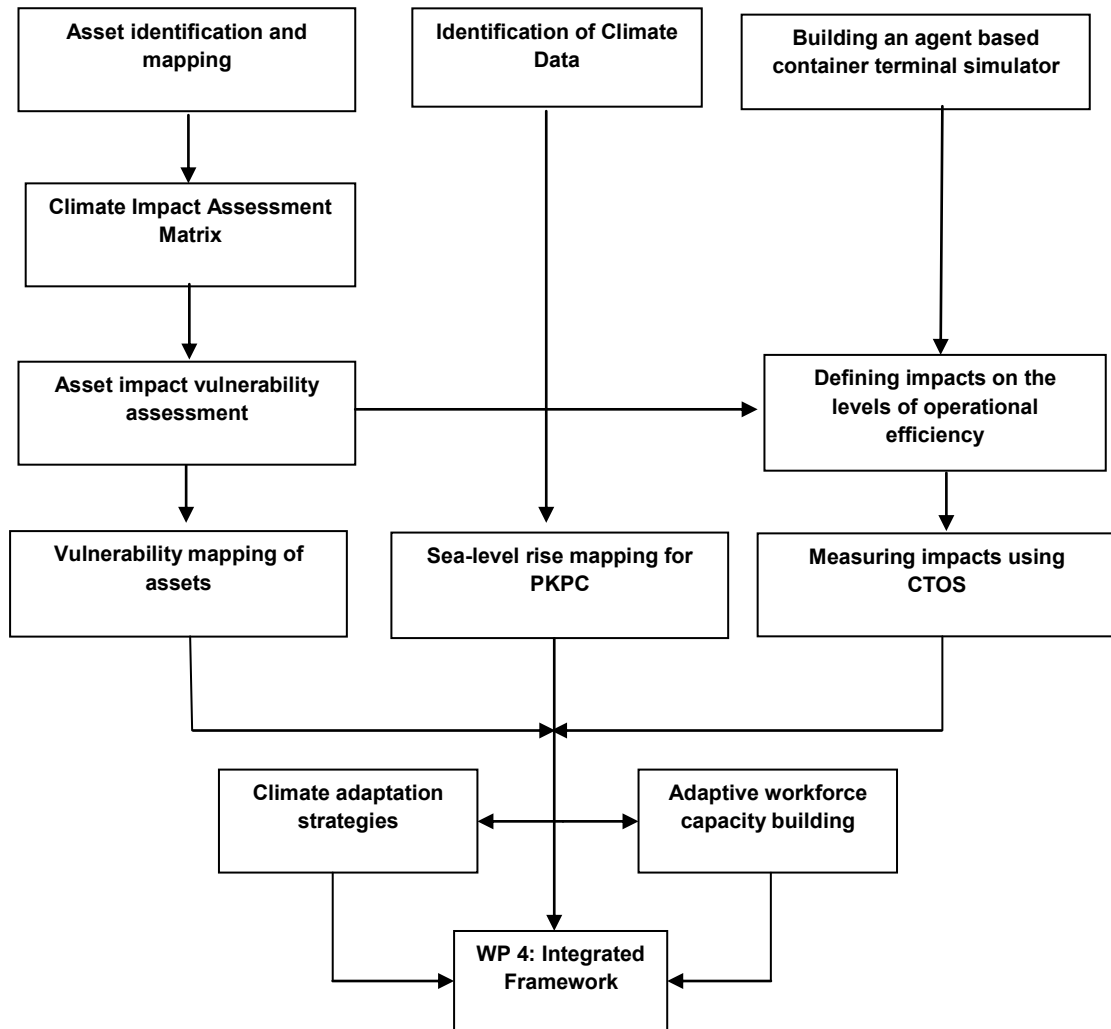 Asset identification and
mapping
Identification of Climate
Data
Building an agent based
container terminal simulator
Climate Impact Assessment
Matrix
Asset impact vulnerability
assessment
Defining impacts on the
levels of operational
efficiency
Vulnerability mapping of
assets
Sea-level rise mapping for
PKPC
Measuring impacts using
CTOS
Climate adaptation
strategies
Adaptive workforce
capacity building
WP 4: Integrated
Framework